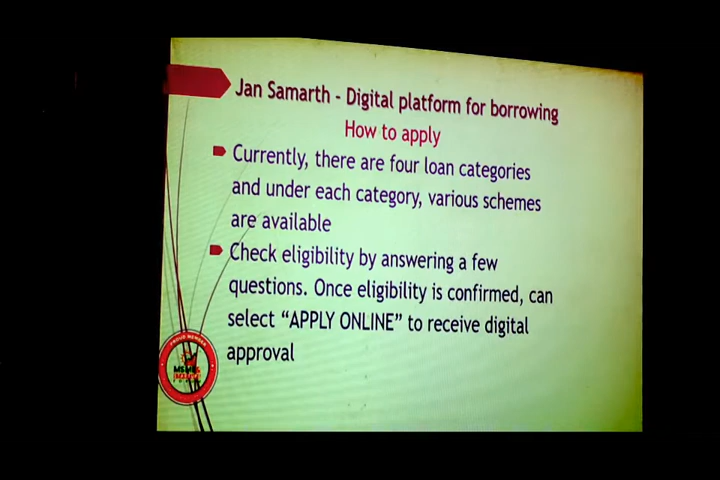 Jan Samarth - Digital platform for borrowing
How to apply
Currently, there are four loan categories
and under each category, various schemes
are available
Check eligibility by answering a few
questions. Once eligibility is confirmed, can
select “APPLY ONLINE” to receive digital
approval
PROUD MEMBER